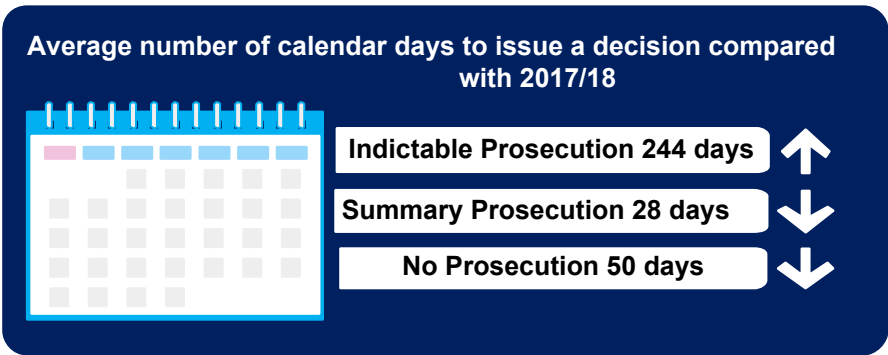 Average number of calendar days to issue a decision compared
with 2017/18
Indictable Prosecution 244 days
Summary Prosecution 28 days
No Prosecution 50 days